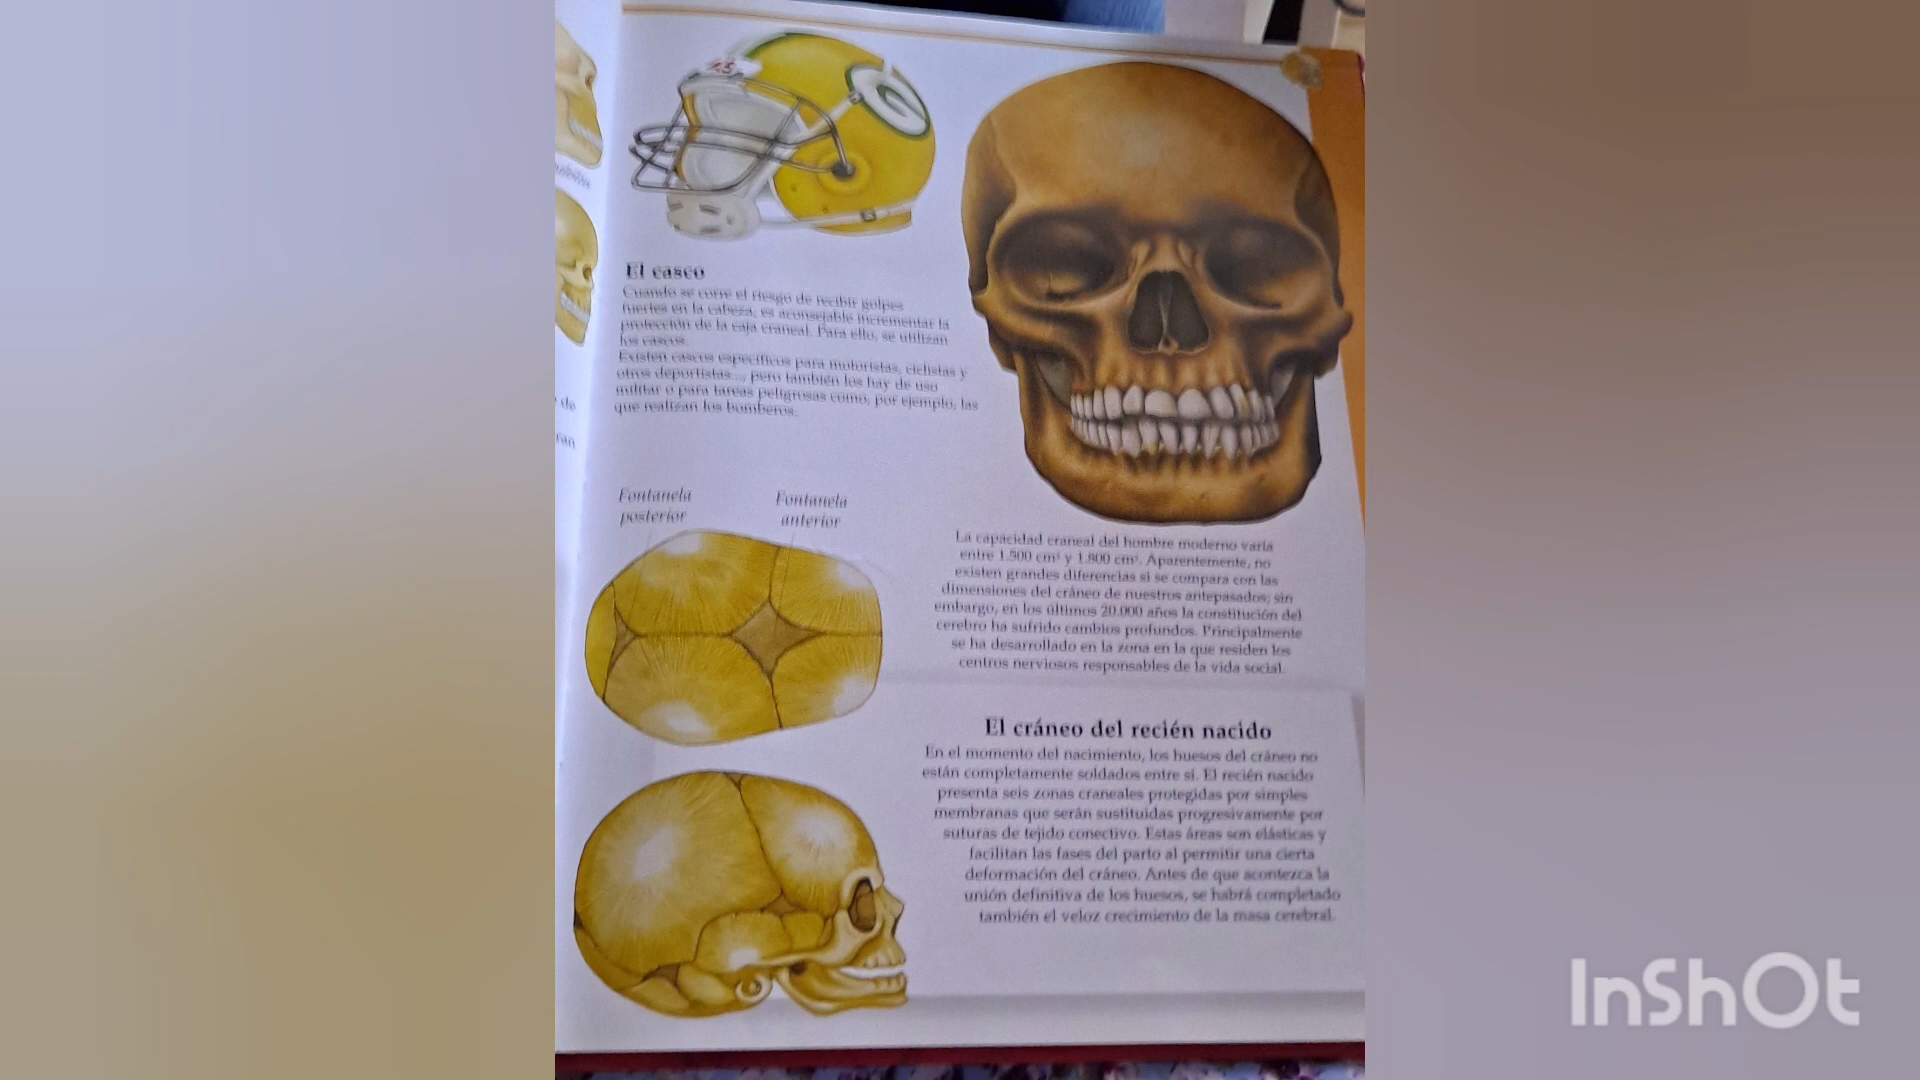 El casco
Cuando se corre el riesgo de recibir golpes
fuertes en la cabeza, es aconsejable incrementar la
protección de la caja craneal. Para ello, se utilizan
los cascos.
Existen cascos específicos para motoristas, ciclistas y
otros deportistas..., pero también los hay de uso
militar o para tareas peligrosas como, por ejemplo, las
que realizan los bomberos.
de
ran
Fontanela
posterior
Fontanela
anterior
La capacidad craneal del hombre moderno varía
entre 1.500 cm³ y 1.800 cm³. Aparentemente, no
existen grandes diferencias si se compara con las
dimensiones del cráneo de nuestros antepasados; sin
embargo, en los últimos 20.000 años la constitución del
cerebro ha sufrido cambios profundos. Principalmente
se ha desarrollado en la zona en la que residen los
centros nerviosos responsables de la vida social.
El cráneo del recién nacido
En el momento del nacimiento, los huesos del cráneo no
están completamente soldados entre sí. El recién nacido
presenta seis zonas craneales protegidas por simples
membranas que serán sustituidas progresivamente por
suturas de tejido conectivo. Estas áreas son elásticas y
facilitan las fases del parto al permitir una cierta
deformación del cráneo. Antes de que acontezca la
unión definitiva de los huesos, se habrá completado
también el veloz crecimiento de la masa cerebral.
G
InShOt